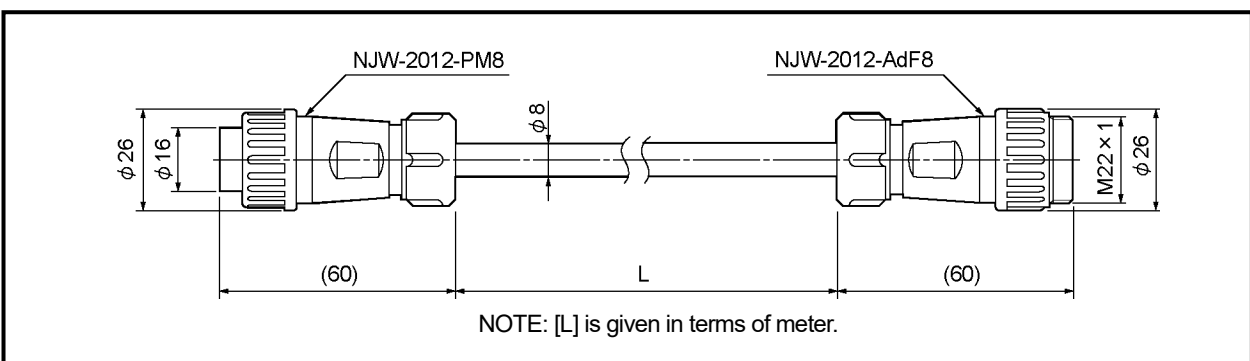 NJW-2012-PM8
NJW-2012-AdF8
ϕ26
ϕ16
ϕ8
M22×1
ϕ26
(60)
L
(60)
NOTE: [L] is given in terms of meter.